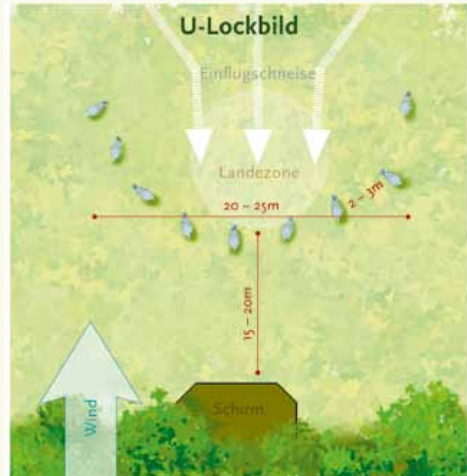 U-Lockbild
Einflugschneise
Landezone
20 – 25m
2 – 3m
15 – 20m
Schirm
Wind